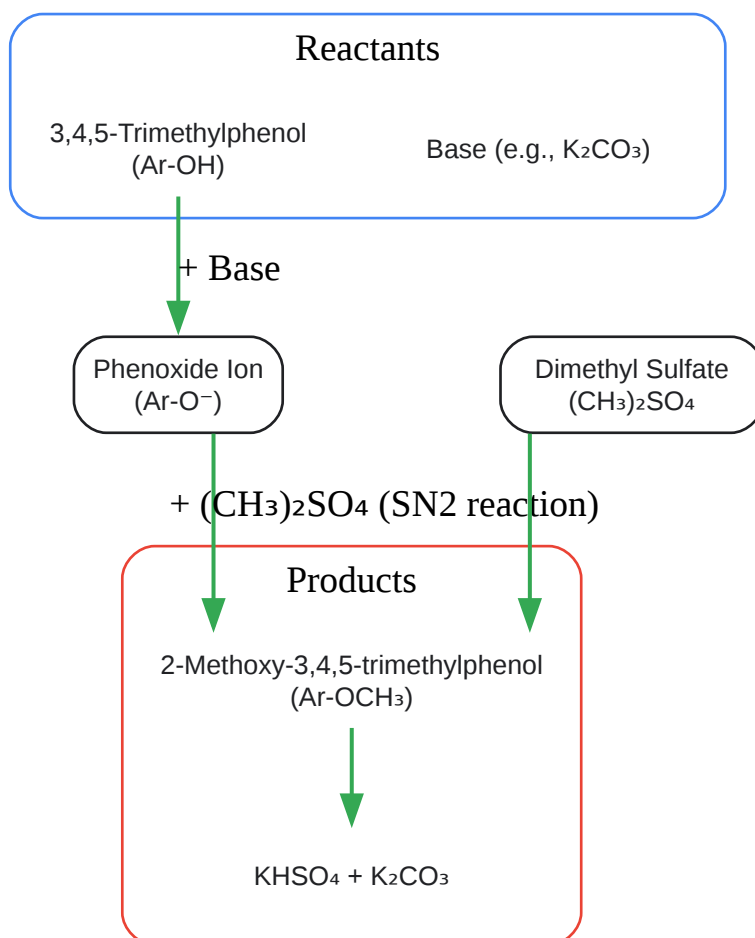 Reactants
3,4,5-Trimethylphenol
(Ar-OH)
Base (e.g., K₂CO₃)
+ Base
Phenoxide Ion
(Ar-O⁻)
Dimethyl Sulfate
(CH₃)₂SO₄
+ (CH₃)₂SO₄ (SN2 reaction)
Products
2-Methoxy-3,4,5-trimethylphenol
(Ar-OCH₃)
KHSO₄ + K₂CO₃